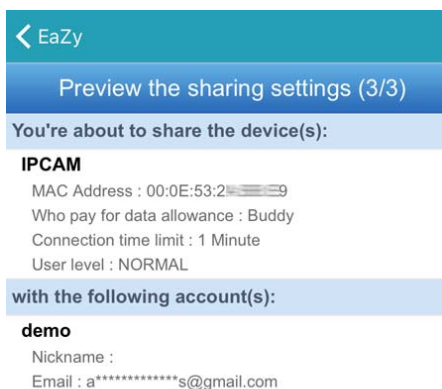 EaZy
Preview the sharing settings (3/3)
You're about to share the device(s):
IPCAM
MAC Address : 00:0E:53:2
Who pay for data allowance : Buddy
Connection time limit : 1 Minute
User level : NORMAL
with the following account(s):
demo
Nickname :
Email : a*************s@gmail.com